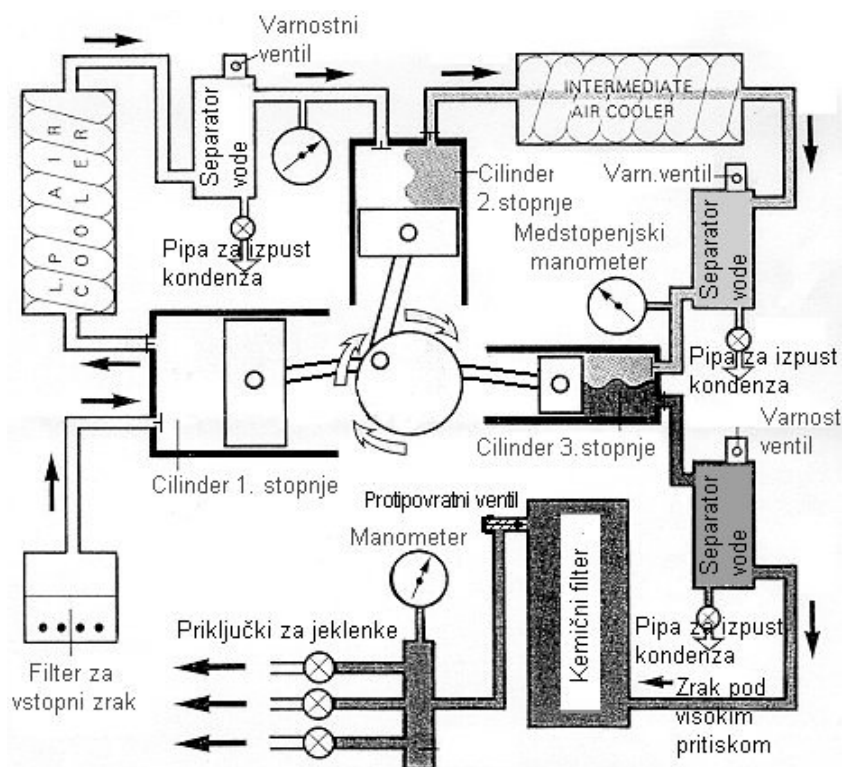 Varnostni
ventil
L.P. AIR
COOLER
Separator
vode
INTERMEDIATE
AIR COOLER
Cilinder
2. stopnje
Varn.ventil
Medstopenjski
manometer
Separator
vode
Pipa za izpust
kondenza
Pipa za izpust
kondenza
Cilinder 1. stopnje
Cilinder 3. stopnje
Varnost
ventil
Protipovratni ventil
Manometer
Kemični filter
Separator
vode
Priključki za jeklenke
Pipa za izpust
kondenza
Filter za
vstopni zrak
Zrak pod
visokim
pritiskom